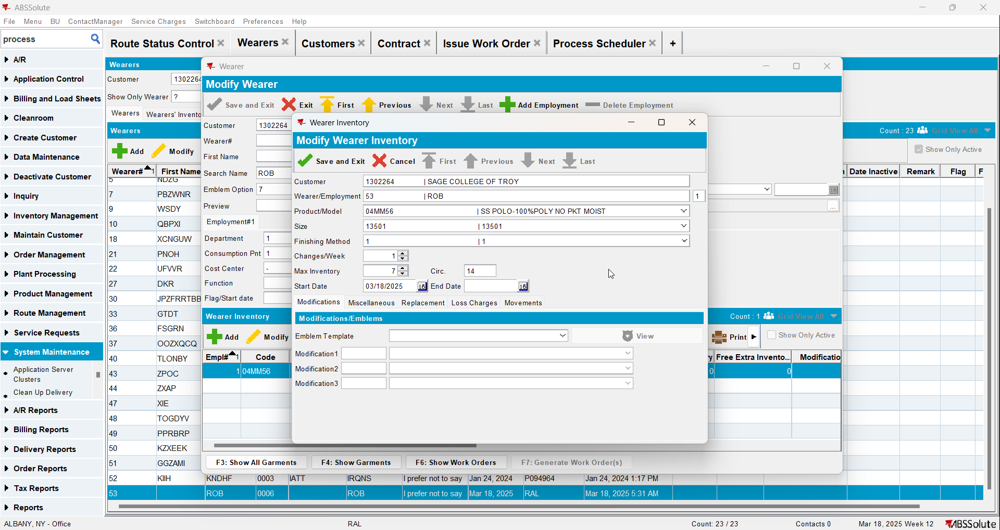 ABSSolute
File Menu BU ContactManager Service Charges Switchboard Preferences Help
process
Route Status Control Wearers Customers Contract Issue Work Order Process Scheduler +
A/R
Application Control
Billing and Load Sheets
Cleanroom
Create Customer
Data Maintenance
Deactivate Customer
Inquiry
Inventory Management
Maintain Customer
Order Management
Plant Processing
Product Management
Route Management
Service Requests
System Maintenance
Application Server
Clusters
Clean Up Delivery
A/R Reports
Billing Reports
Delivery Reports
Order Reports
Tax Reports
Reports
Wearers
Customer 130226
Show Only Wearer ?
Wearers Wearers' Invento
Wearers
Count : 23 Grid View All
Add Modify
Show Only Active
Wearer# 1 First Name
Date Inactive Remark Flag F
5 NDZG
7 PBZWNR
9 WSDY
10 QBPXI
18 XCNGUW
21 PNOH
22 UFVVR
27 DKR
30 JPZFRRTBB
33 GTDT
36 FSGRN
37 OOZXQCQ
40 TLONBY
43 ZPOC
44 ZXAP
47 XIE
48 TOGDYV
49 PPRBRP
50 KZXEEK
51 GGZAMI
52 KIIH KNDHF 0003 IATT IRQNS I prefer not to say Jan 24, 2024 P094964 Jan 24, 2024 1:17 PM
53 ROB 0006 ROB I prefer not to say Mar 18, 2025 RAL Mar 18, 2025 5:31 AM
Wearer
Modify Wearer
Save and Exit Exit First Previous Next Last Add Employment Delete Employment
Customer 1302264
Wearer#
First Name
Search Name ROB
Emblem Option 7
Preview
...
Employment#1
Department 1
Consumption Pnt 1
Cost Center -
Function
Flag/Start date
Wearer Inventory
Count : 1 Grid View All
Add Modify
Print Show Only Active
Empl# 1 Code
y Free Extra Invento... Modificatio
1 04MM56 0 0
F3: Show All Garments F4: Show Garments F6: Show Work Orders F7: Generate Work Order(s)
Wearer Inventory
Modify Wearer Inventory
Save and Exit Cancel First Previous Next Last
Customer 1302264 | SAGE COLLEGE OF TROY
Wearer/Employment 53 | ROB 1
Product/Model 04MM56 | SS POLO-100%POLY NO PKT MOIST
Size 13501 | 13501
Finishing Method 1 | 1
Changes/Week 1
Max Inventory 7 Circ. 14
Start Date 03/18/2025 16 End Date 16
Modifications Miscellaneous Replacement Loss Charges Movements
Modifications/Emblems
Emblem Template View
Modification1
Modification2
Modification3
ALBANY, NY - Office RAL Count: 23 / 23 Contacts 0 Mar 18, 2025 Week 12 ABSSolute